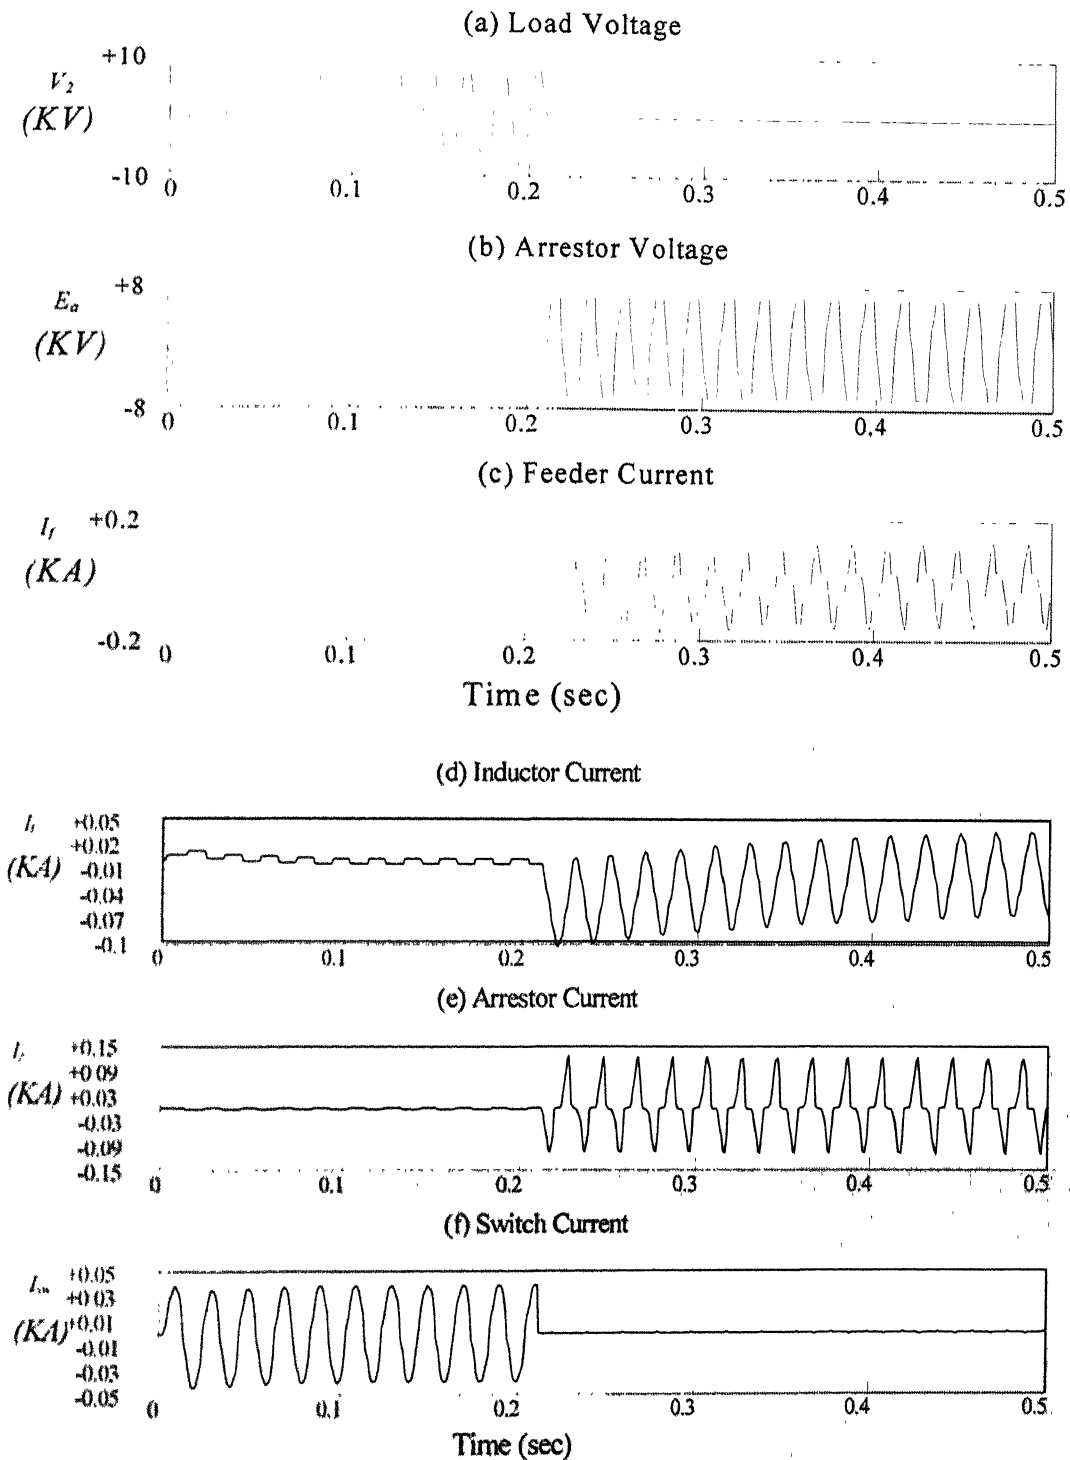 (a) Load Voltage
+10
V₂
(KV)
-10
0 0.1 0.2 0.3 0.4 0.5
(b) Arrestor Voltage
+8
Eₐ
(KV)
-8
0 0.1 0.2 0.3 0.4 0.5
(c) Feeder Current
+0.2
I_f
(KA)
-0.2
0 0.1 0.2 0.3 0.4 0.5
Time (sec)
(d) Inductor Current
+0.05
+0.02
(KA)
-0.01
-0.04
-0.07
-0.1
0 0.1 0.2 0.3 0.4 0.5
(e) Arrestor Current
+0.15
+0.09
(KA)
+0.03
-0.03
-0.09
-0.15
0 0.1 0.2 0.3 0.4 0.5
(f) Switch Current
+0.05
+0.03
(KA)
+0.01
-0.01
-0.03
-0.05
0 0.1 0.2 0.3 0.4 0.5
Time (sec)